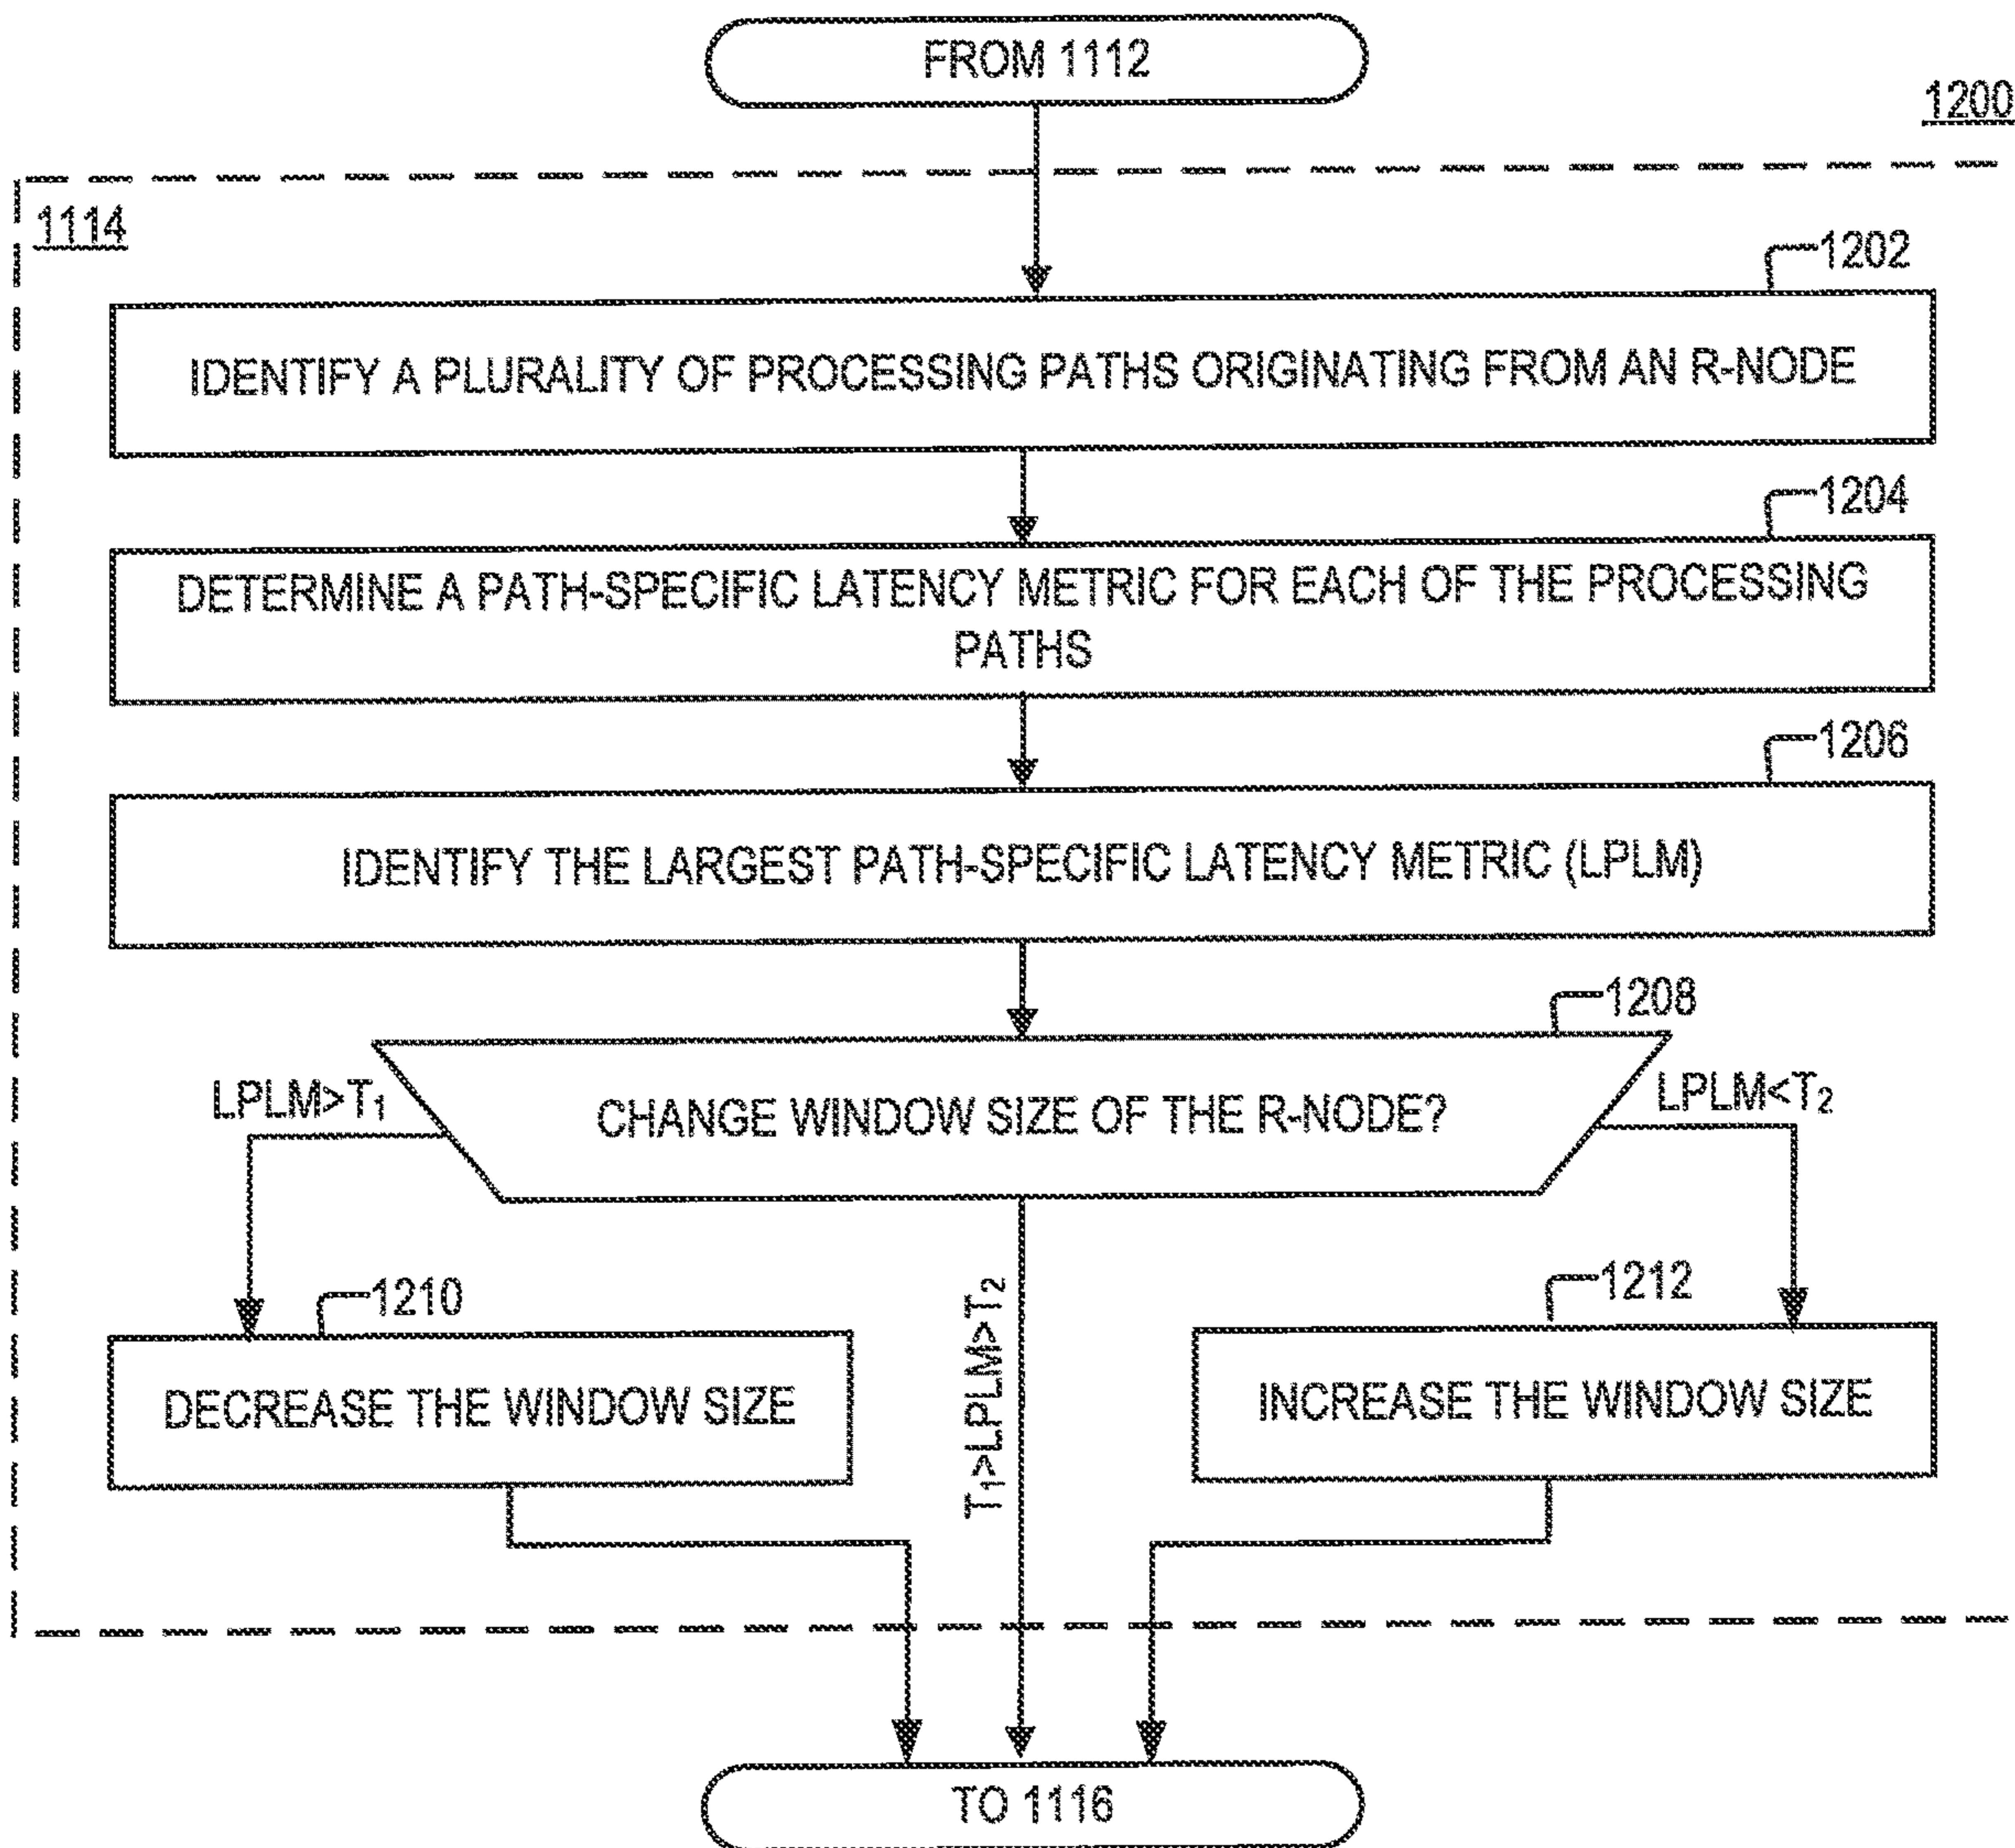 FROM 1112
1200
1114
1202
IDENTIFY A PLURALITY OF PROCESSING PATHS ORIGINATING FROM AN R-NODE
1204
DETERMINE A PATH-SPECIFIC LATENCY METRIC FOR EACH OF THE PROCESSING
PATHS
1206
IDENTIFY THE LARGEST PATH-SPECIFIC LATENCY METRIC (LPLM)
1208
LPLM>T₁
CHANGE WINDOW SIZE OF THE R-NODE?
LPLM<T₂
1210
T₁>LPLM>T₂
1212
DECREASE THE WINDOW SIZE
INCREASE THE WINDOW SIZE
TO 1116